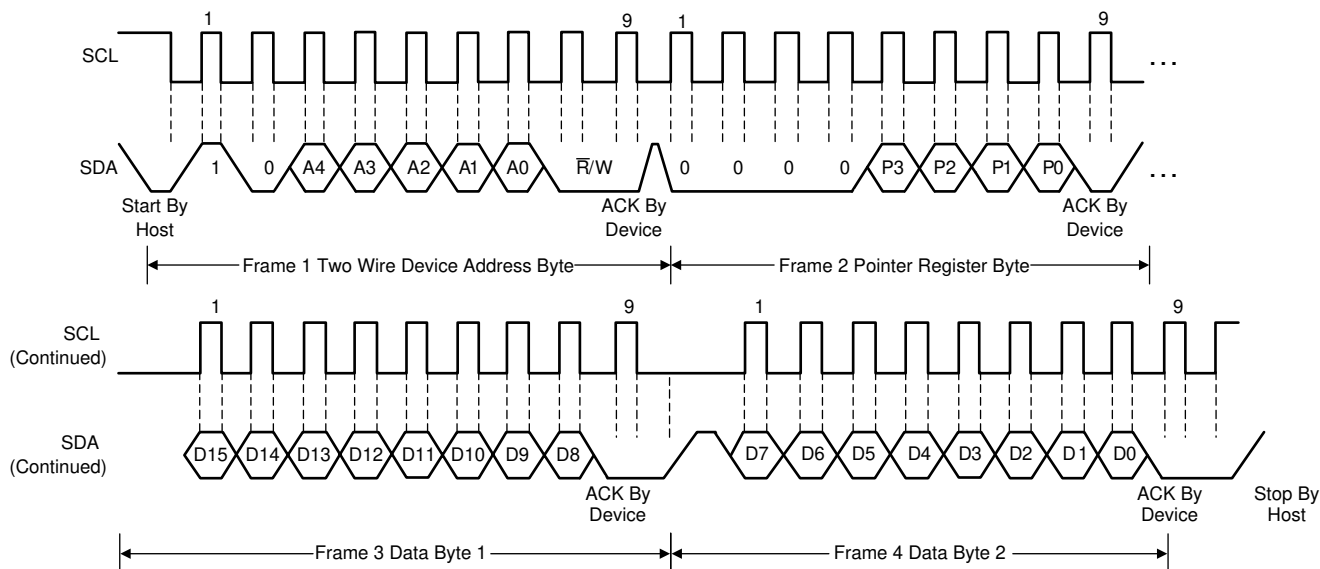 1 9 1 9
SCL ...
SDA 1 0 A4 A3 A2 A1 A0 R̅/W 0 0 0 0 P3 P2 P1 P0 ...
Start By
Host
ACK By
Device
ACK By
Device
Frame 1 Two Wire Device Address Byte
Frame 2 Pointer Register Byte
1 9 1 9
SCL
(Continued)
SDA
(Continued)
D15 D14 D13 D12 D11 D10 D9 D8 D7 D6 D5 D4 D3 D2 D1 D0
ACK By
Device
ACK By
Device
Stop By
Host
Frame 3 Data Byte 1
Frame 4 Data Byte 2